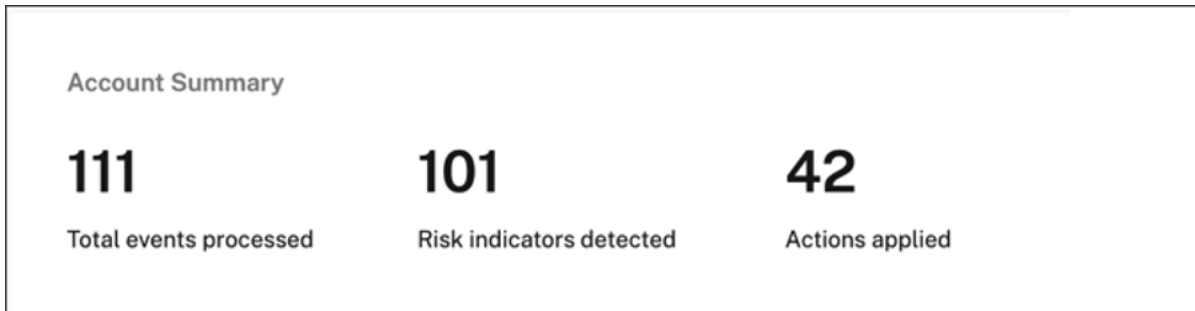 Account Summary
111 101 42
Total events processed Risk indicators detected Actions applied